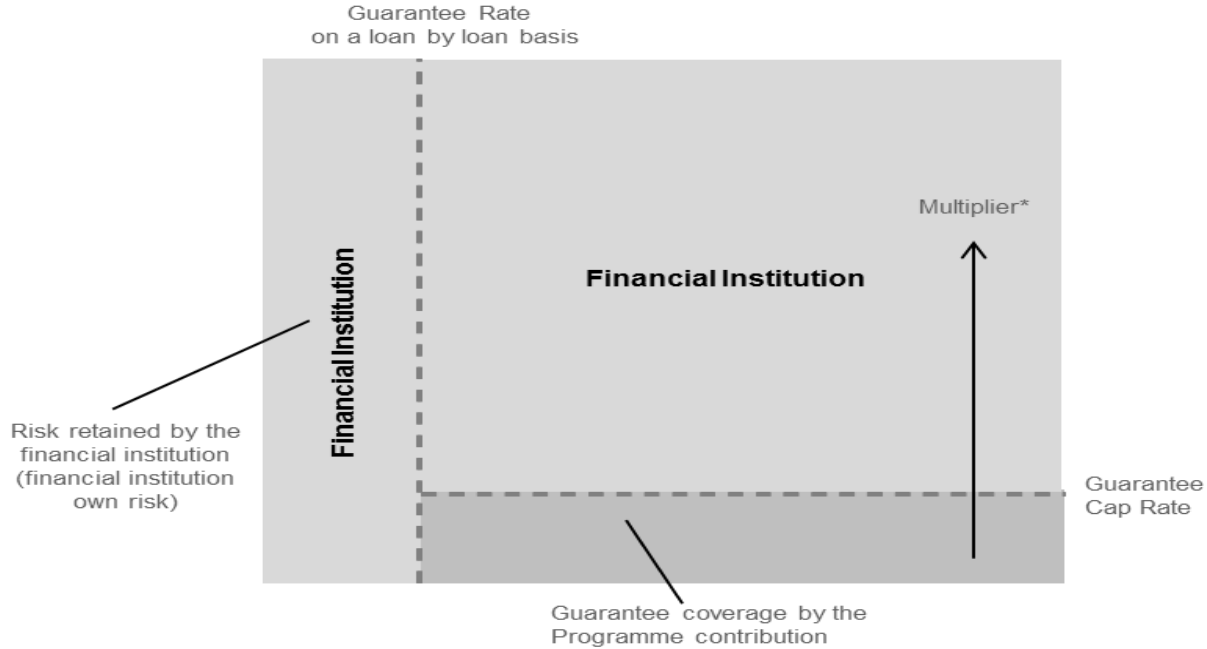 Guarantee Rate
on a loan by loan basis
Multiplier*
Financial Institution
Financial Institution
Risk retained by the
financial institution
(financial institution
own risk)
Guarantee
Cap Rate
Guarantee coverage by the
Programme contribution